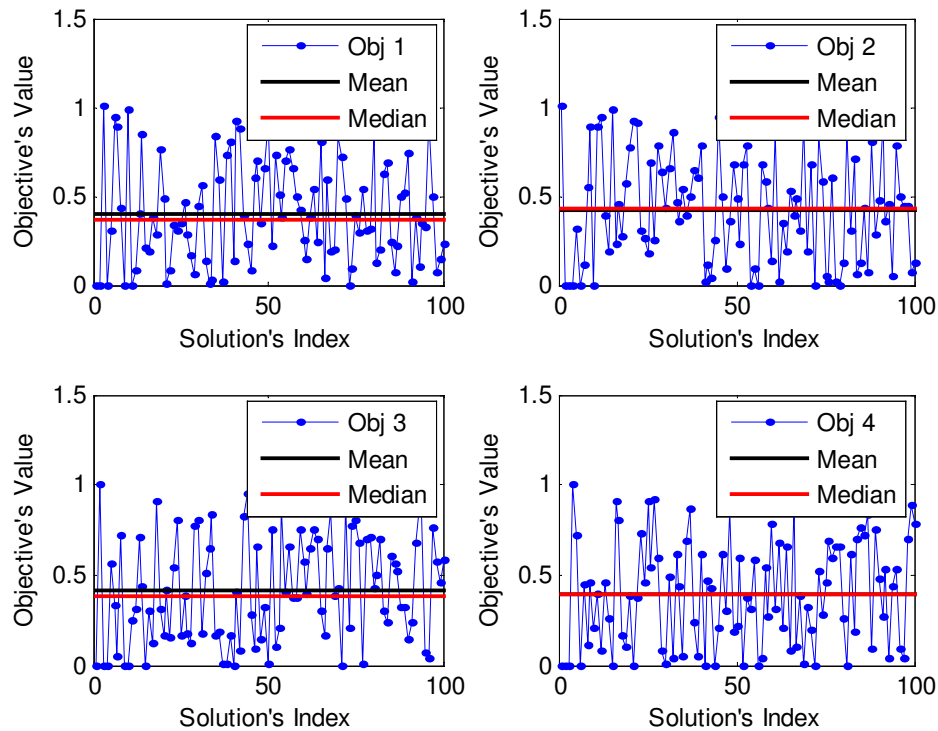 1.5
1
0.5
0
Objective's Value
Obj 1
Mean
Median
0
50
100
Solution's Index
1.5
1
0.5
0
Objective's Value
Obj 2
Mean
Median
0
50
100
Solution's Index
1.5
1
0.5
0
Objective's Value
Obj 3
Mean
Median
0
50
100
Solution's Index
1.5
1
0.5
0
Objective's Value
Obj 4
Mean
Median
0
50
100
Solution's Index